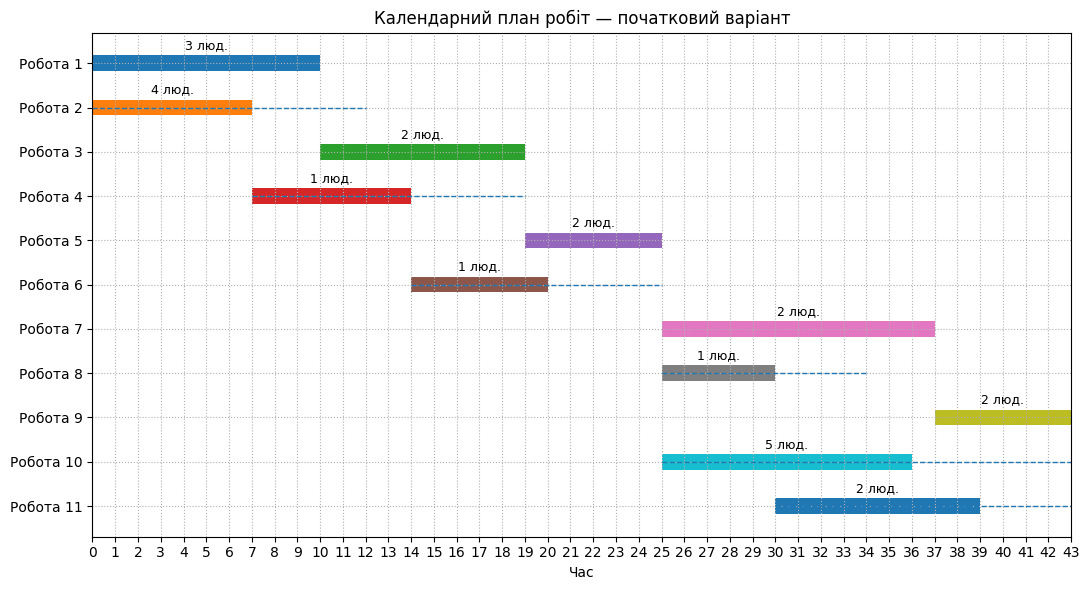 Календарний план робіт — початковий варіант
Робота 1
3 люд.
Робота 2
4 люд.
Робота 3
2 люд.
Робота 4
1 люд.
Робота 5
2 люд.
Робота 6
1 люд.
Робота 7
2 люд.
Робота 8
1 люд.
Робота 9
2 люд.
Робота 10
5 люд.
Робота 11
2 люд.
0 1 2 3 4 5 6 7 8 9 10 11 12 13 14 15 16 17 18 19 20 21 22 23 24 25 26 27 28 29 30 31 32 33 34 35 36 37 38 39 40 41 42 43
Час